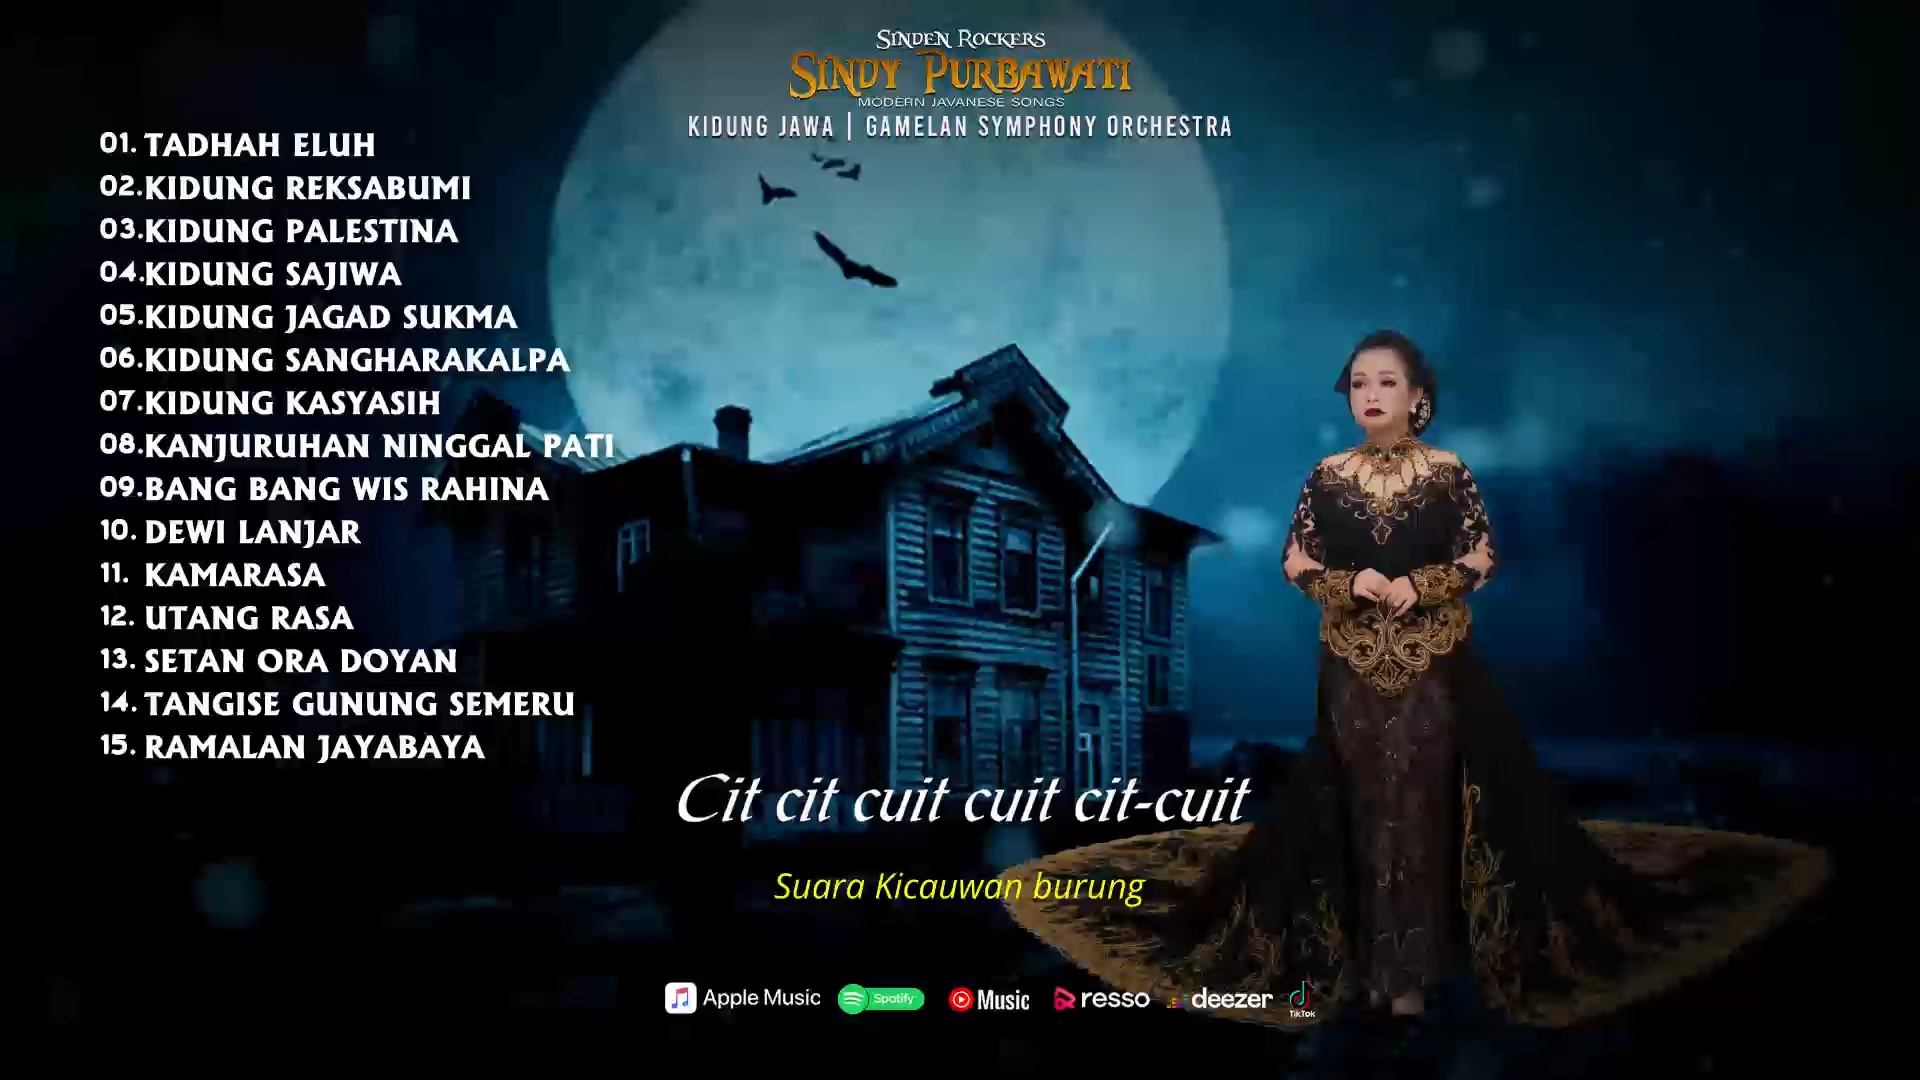 SINDEN ROCKERS
SINDY PURBAWATI
MODERN JAVANESE SONGS
KIDUNG JAWA | GAMELAN SYMPHONY ORCHESTRA
01. TADHAH ELUH
02. KIDUNG REKSABUMI
03. KIDUNG PALESTINA
04. KIDUNG SAJIWA
05. KIDUNG JAGAD SUKMA
06. KIDUNG SANGHARAKALPA
07. KIDUNG KASYASIH
08. KANJURUHAN NINGGAL PATI
09. BANG BANG WIS RAHINA
10. DEWI LANJAR
11. KAMARASA
12. UTANG RASA
13. SETAN ORA DOYAN
14. TANGISE GUNUNG SEMERU
15. RAMALAN JAYABAYA
Cit cit cuit cuit cit-cuit
Suara Kicauwan burung
Apple Music Spotify Music resso deezer TikTok